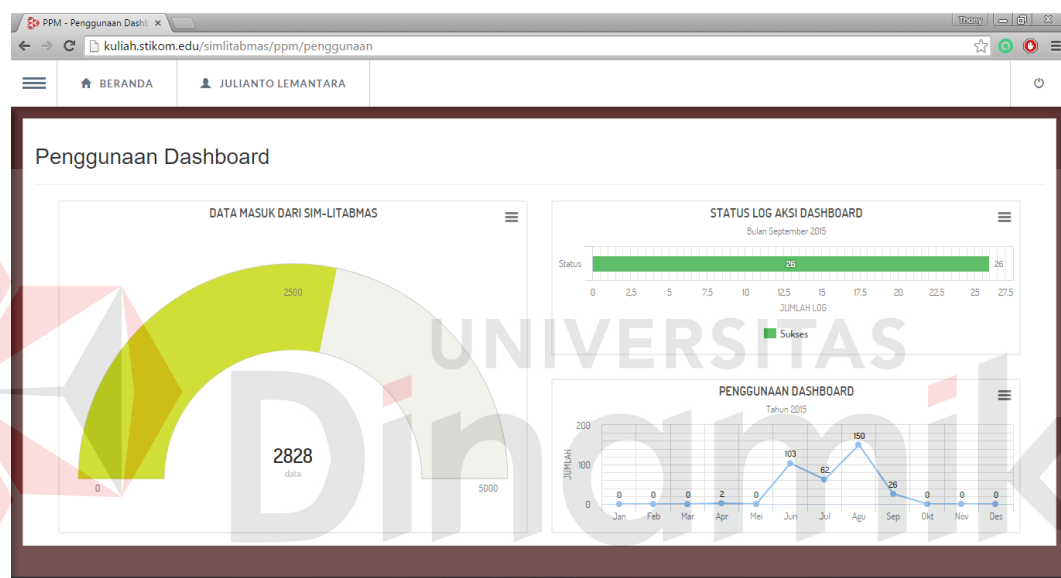 PPM - Penggunaan Dashb
Thony
kuliah.stikom.edu/simlitabmas/ppm/penggunaan
BERANDA
JULIANTO LEMANTARA
Penggunaan Dashboard
DATA MASUK DARI SIM-LITABMAS
2500
2828
data
0
5000
STATUS LOG AKSI DASHBOARD
Bulan September 2015
Status
26
26
0 2.5 5 7.5 10 12.5 15 17.5 20 22.5 25 27.5
JUMLAH LOG
Sukses
PENGGUNAAN DASHBOARD
Tahun 2015
JUMLAH
200
100
0
0 0 0 2 0 103 62 150 26 0 0 0
Jan Feb Mar Apr Mei Jun Jul Agu Sep Okt Nov Des
UNIVERSITAS
Dinamik